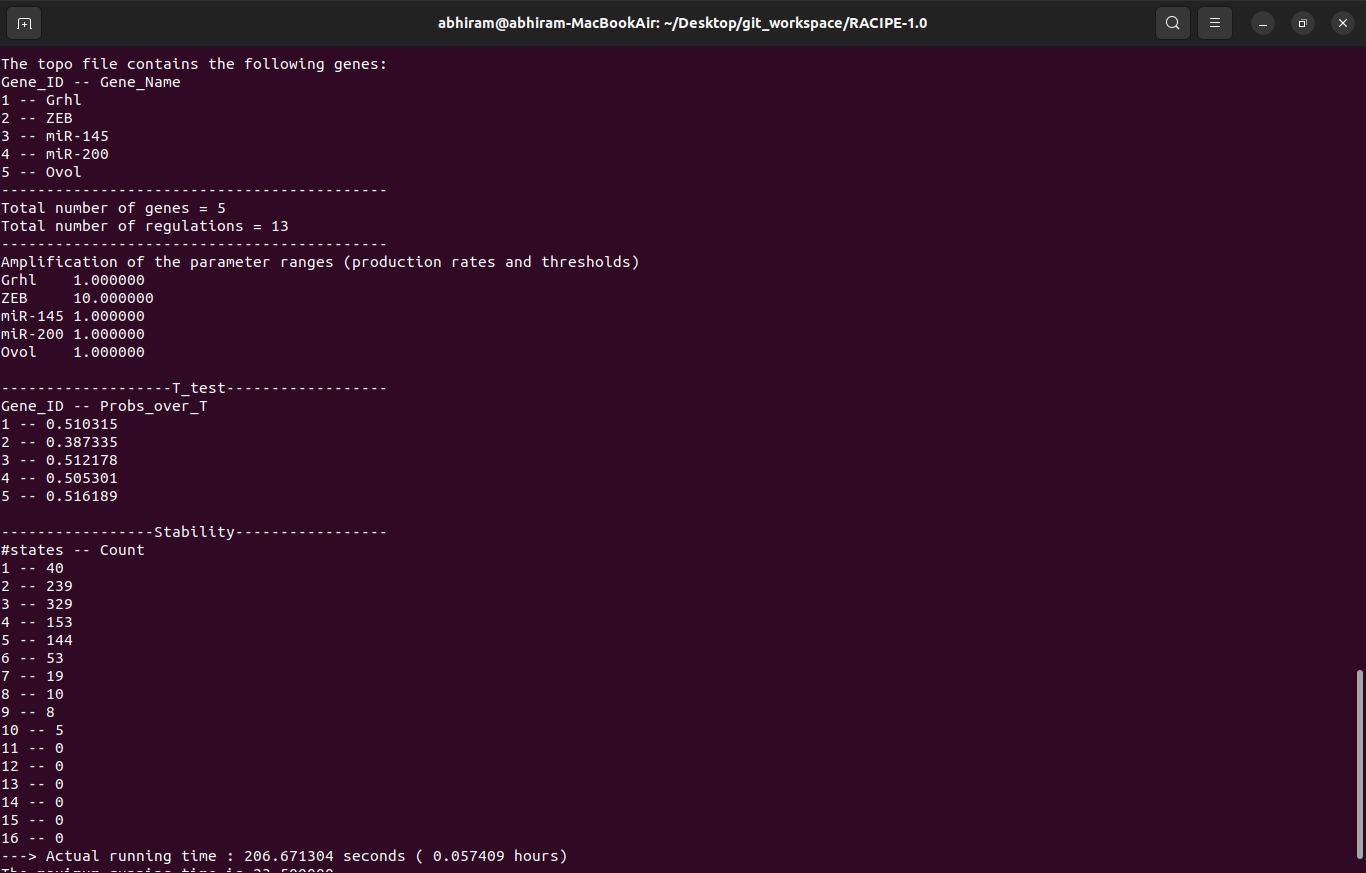 abhiram@abhiram-MacBookAir: ~/Desktop/git_workspace/RACIPE-1.0
The topo file contains the following genes:
Gene_ID -- Gene_Name
1 -- Grhl
2 -- ZEB
3 -- miR-145
4 -- miR-200
5 -- Ovol
-------------------------------------------
Total number of genes = 5
Total number of regulations = 13
-------------------------------------------
Amplification of the parameter ranges (production rates and thresholds)
Grhl    1.000000
ZEB     10.000000
miR-145 1.000000
miR-200 1.000000
Ovol    1.000000
-------------------T_test------------------
Gene_ID -- Probs_over_T
1 -- 0.510315
2 -- 0.387335
3 -- 0.512178
4 -- 0.505301
5 -- 0.516189
-----------------Stability-----------------
#states -- Count
1 -- 40
2 -- 239
3 -- 329
4 -- 153
5 -- 144
6 -- 53
7 -- 19
8 -- 10
9 -- 8
10 -- 5
11 -- 0
12 -- 0
13 -- 0
14 -- 0
15 -- 0
16 -- 0
---> Actual running time : 206.671304 seconds ( 0.057409 hours)
The maximum running time is